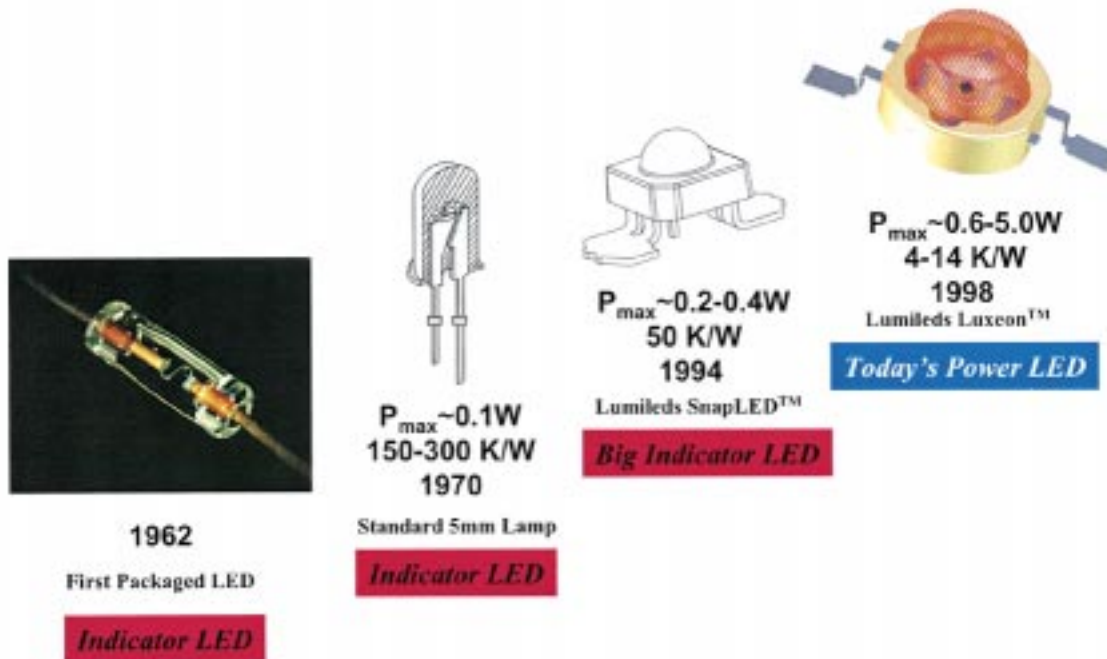 1962
First Packaged LED
Indicator LED
Pmax~0.1W
150-300 K/W
1970
Standard 5mm Lamp
Indicator LED
Pmax~0.2-0.4W
50 K/W
1994
Lumileds SnapLED™
Big Indicator LED
Pmax~0.6-5.0W
4-14 K/W
1998
Lumileds Luxeon™
Today's Power LED